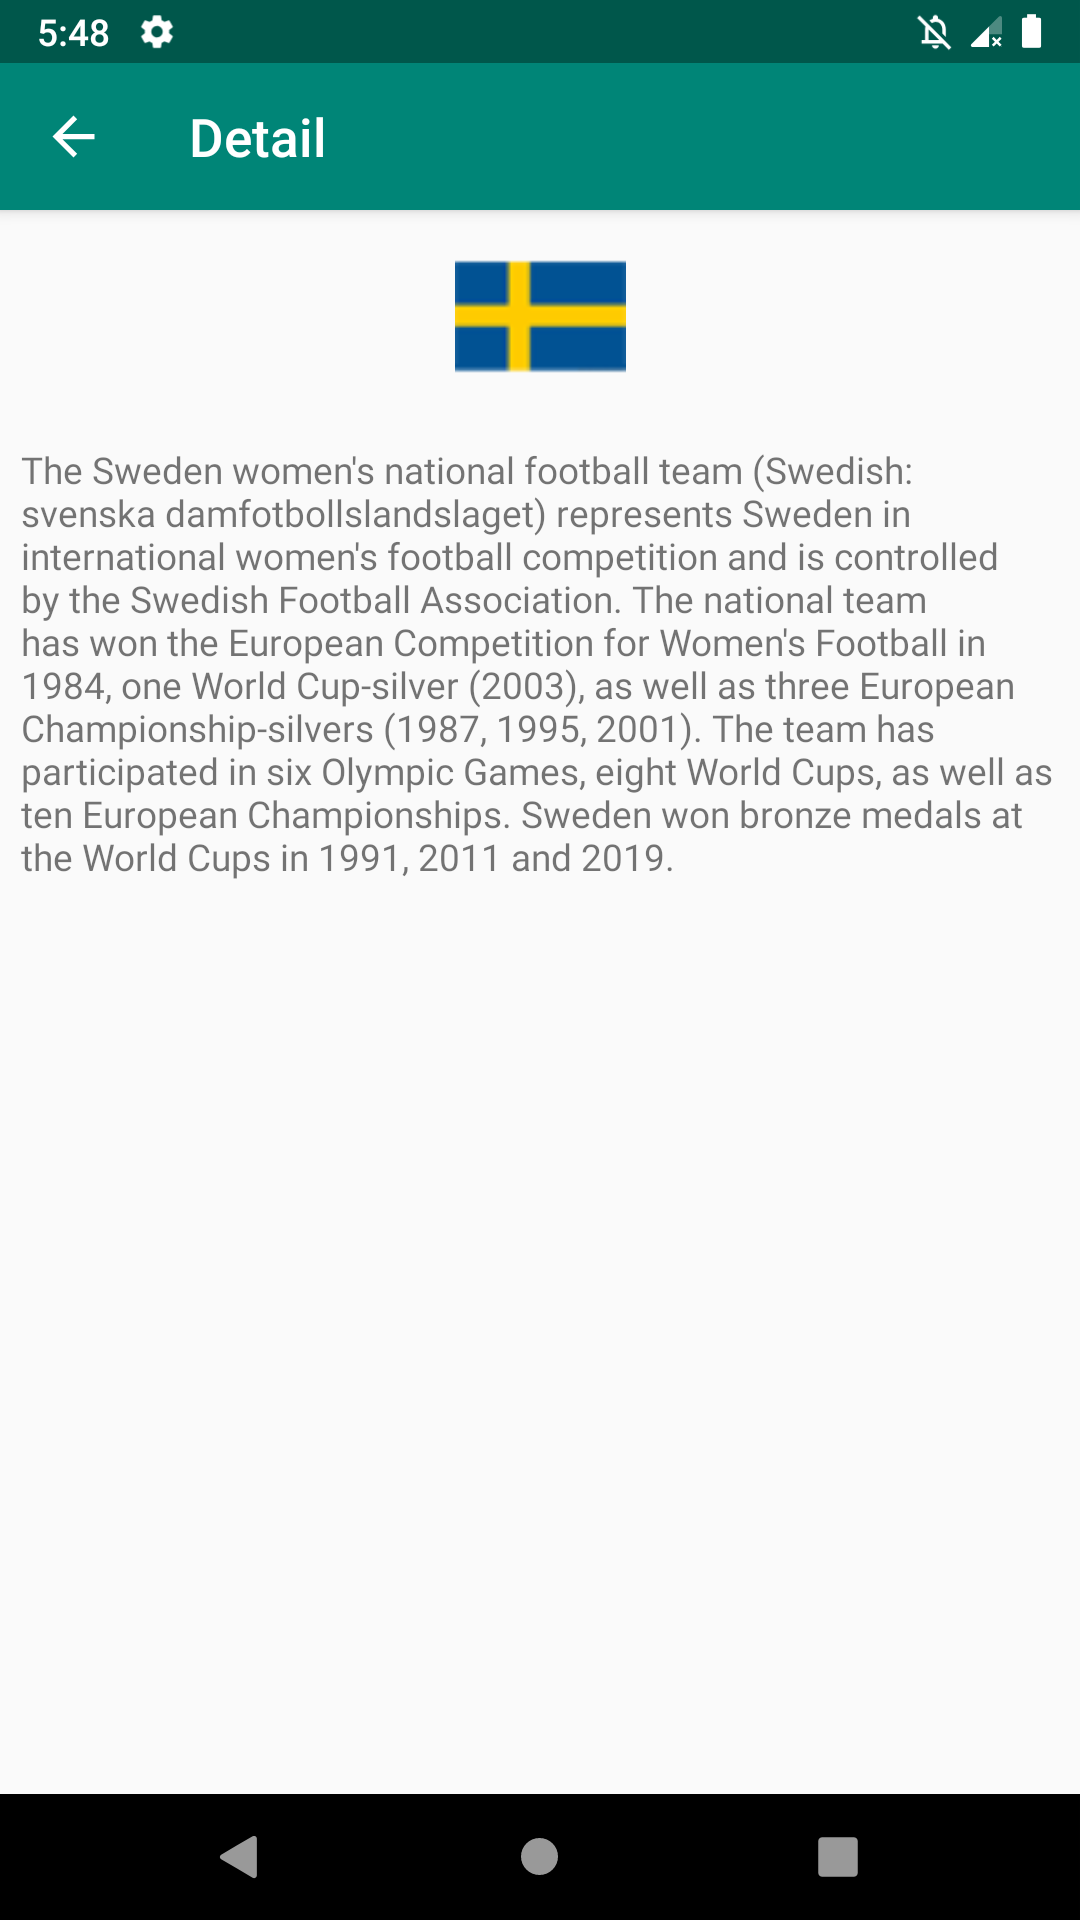 5:48
Detail
The Sweden women's national football team (Swedish:
svenska damfotbollslandslaget) represents Sweden in
international women's football competition and is controlled
by the Swedish Football Association. The national team
has won the European Competition for Women's Football in
1984, one World Cup-silver (2003), as well as three European
Championship-silvers (1987, 1995, 2001). The team has
participated in six Olympic Games, eight World Cups, as well as
ten European Championships. Sweden won bronze medals at
the World Cups in 1991, 2011 and 2019.